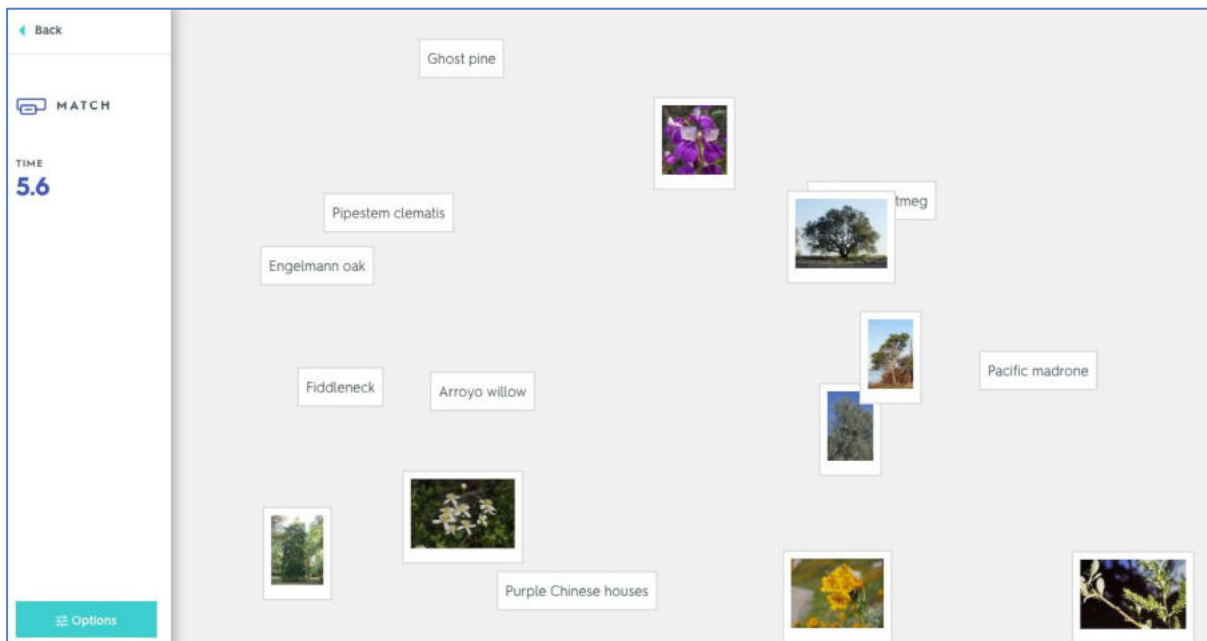 Back
MATCH
TIME
5.6
Options
Ghost pine
tmeg
Pipestem clematis
Engelmann oak
Pacific madrone
Fiddleneck
Arroyo willow
Purple Chinese houses